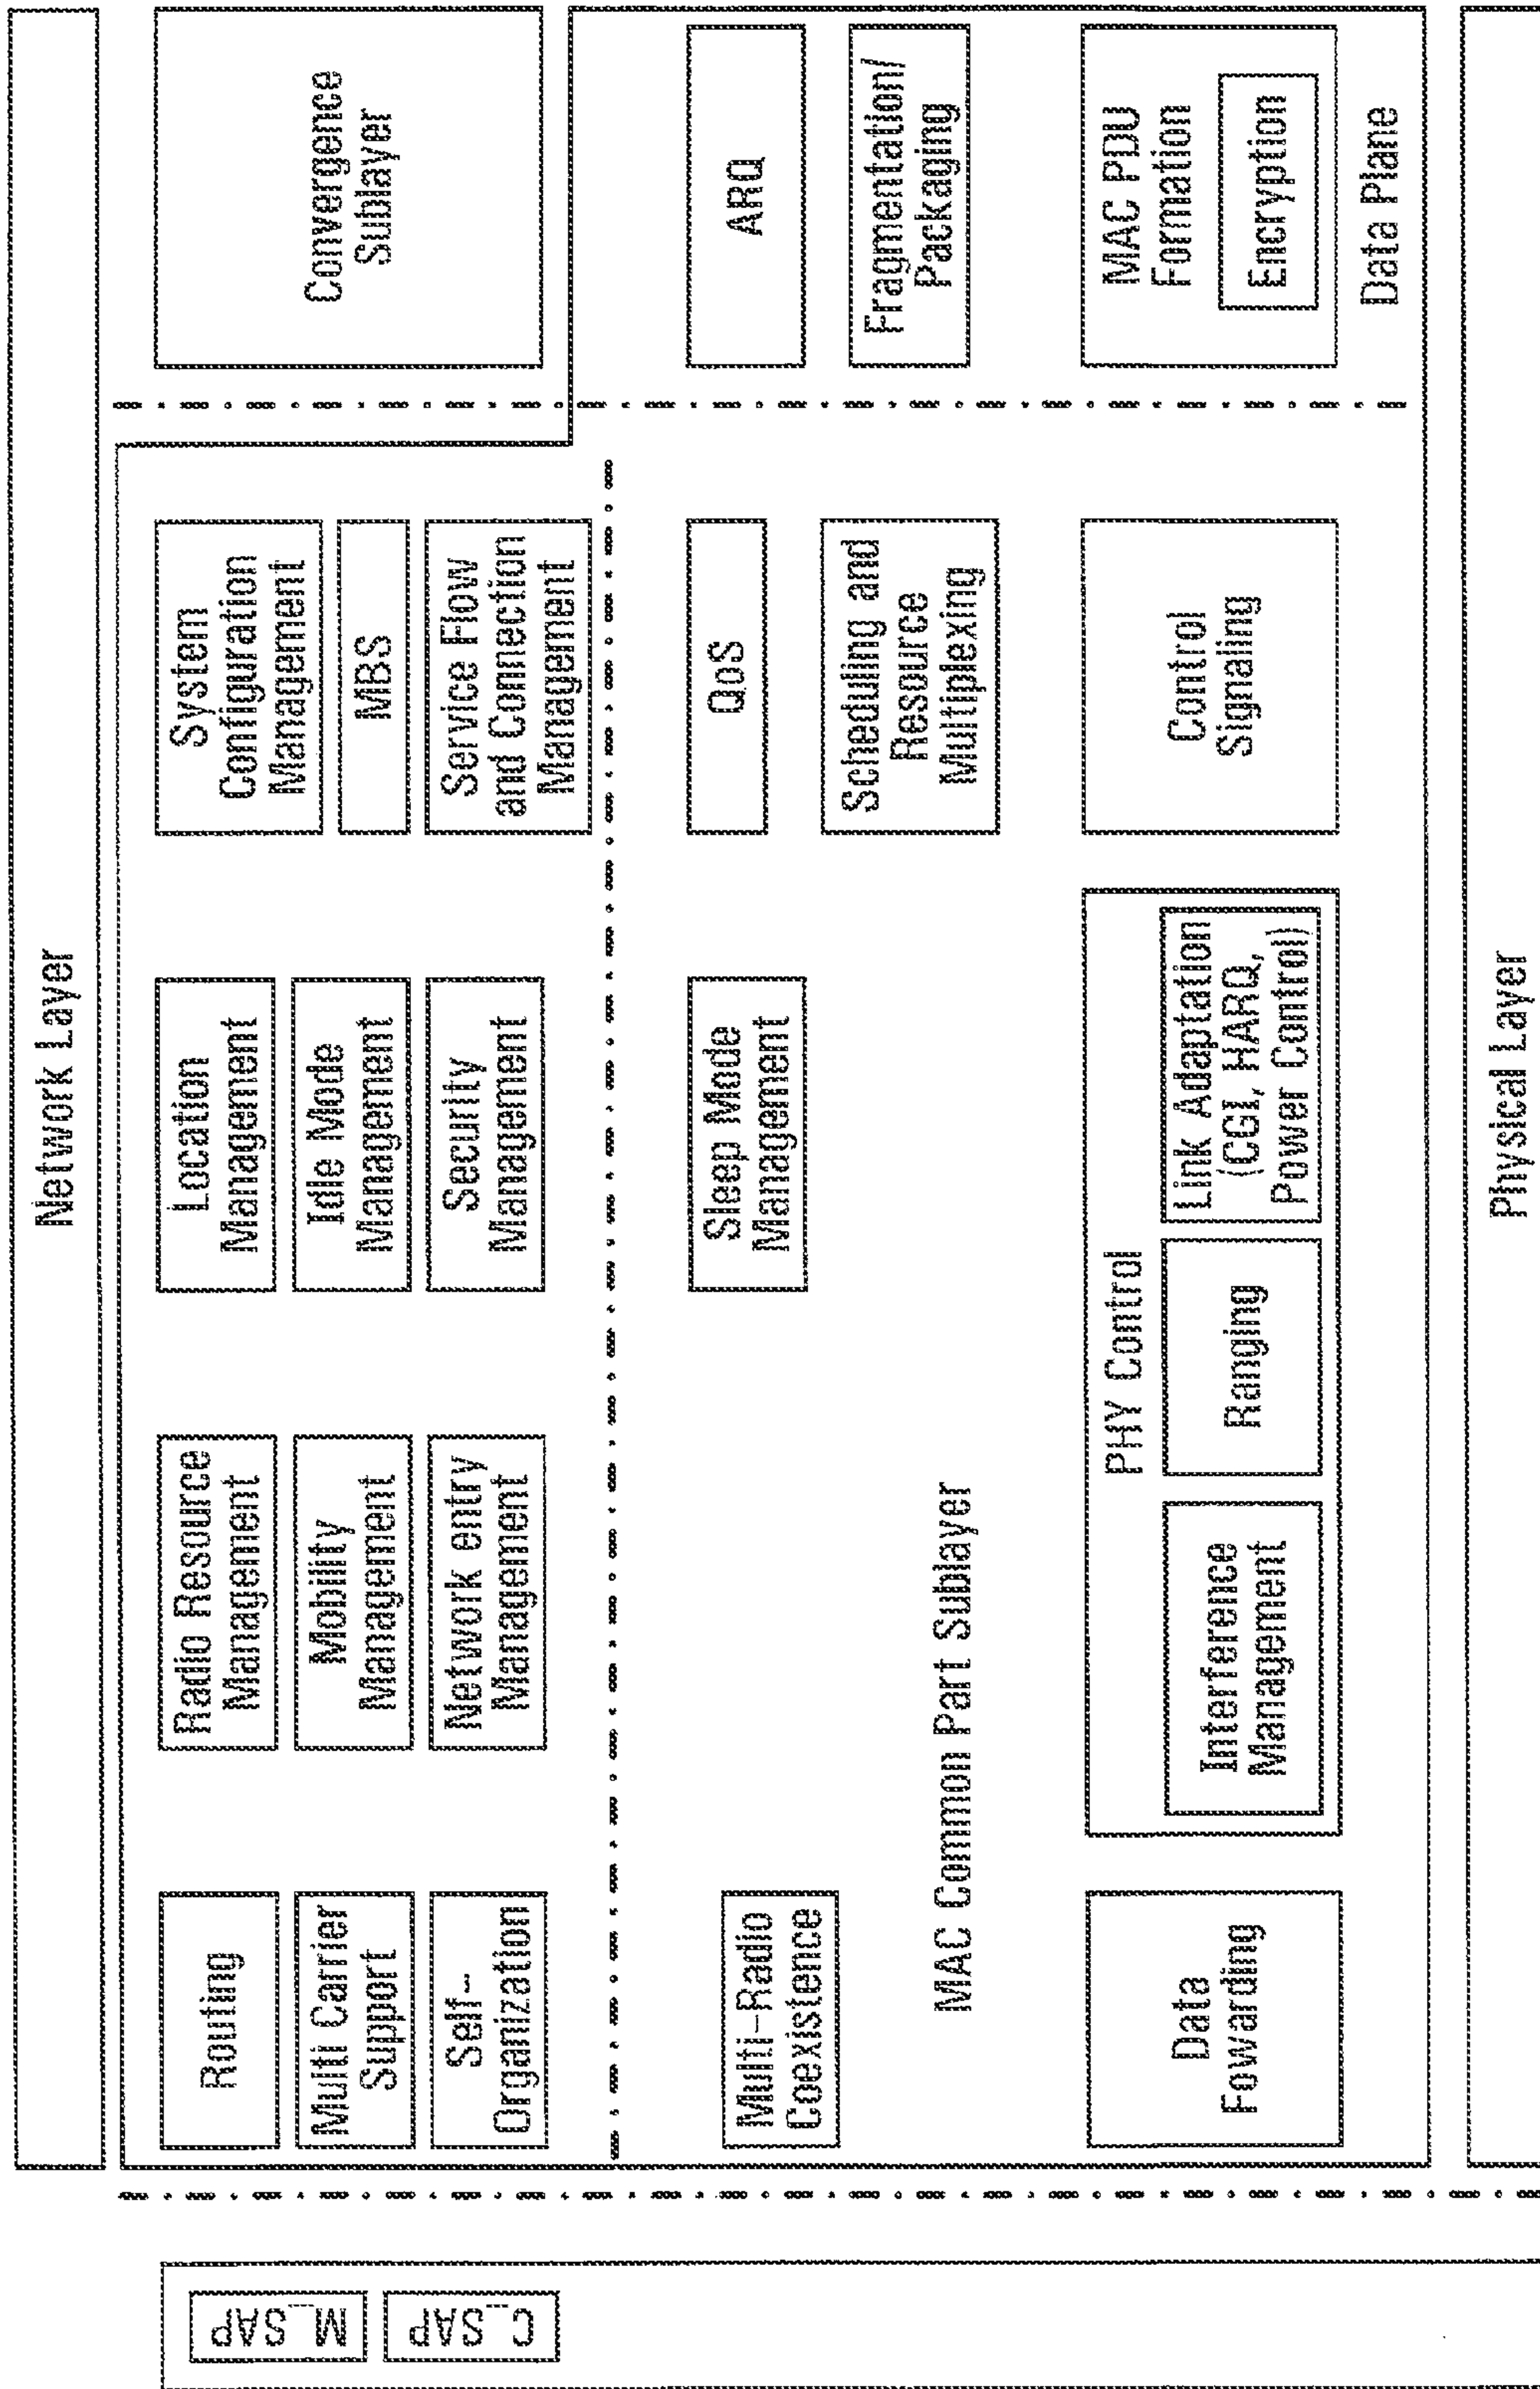 Network Layer
M_SAP
C_SAP
Routing
Multi Carrier
Support
Self-
Organization
Radio Resource
Management
Mobility
Management
Network entry
Management
Location
Management
Idle Mode
Management
Security
Management
System
Configuration
Management
MBS
Service Flow
and Connection
Management
Convergence
Sublayer
Multi-Radio
Coexistence
Sleep Mode
Management
QoS
Scheduling and
Resource
Multiplexing
ARQ
Fragmentation/
Packaging
MAC Common Part Sublayer
Data
Fowarding
PHY Control
Interference
Management
Ranging
Link Adaptation
(CGI, HARQ,
Power Control)
Control
Signaling
MAC PDU
Formation
Encryption
Data Plane
Physical Layer